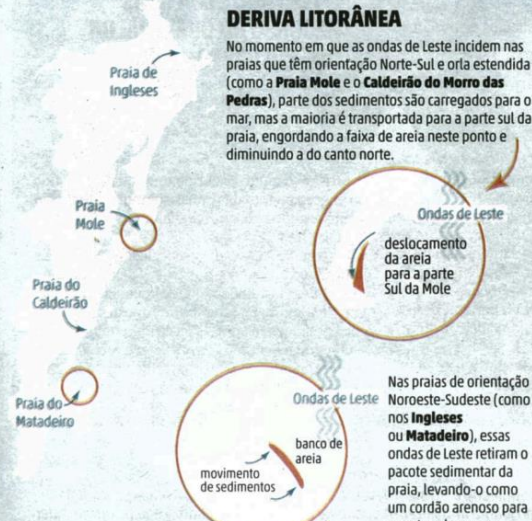 DERIVA LITORÂNEA
No momento em que as ondas de Leste incidem nas
praias que têm orientação Norte-Sul e orla estendida
(como a Praia Mole e o Caldeirão do Morro das
Pedras), parte dos sedimentos são carregados para o
mar, mas a maioria é transportada para a parte sul da
praia, engordando a faixa de areia neste ponto e
diminuindo a do canto norte.
Praia de
Ingleses
Praia
Mole
Praia do
Caldeirão
Praia do
Matadeiro
Ondas de Leste
deslocamento
da areia
para a parte
Sul da Mole
Ondas de Leste
banco de
areia
movimento
de sedimentos
Nas praias de orientação
Noroeste-Sudeste (como
nos Ingleses
ou Matadeiro), essas
ondas de Leste retiram o
pacote sedimentar da
praia, levando-o como
um cordão arenoso para